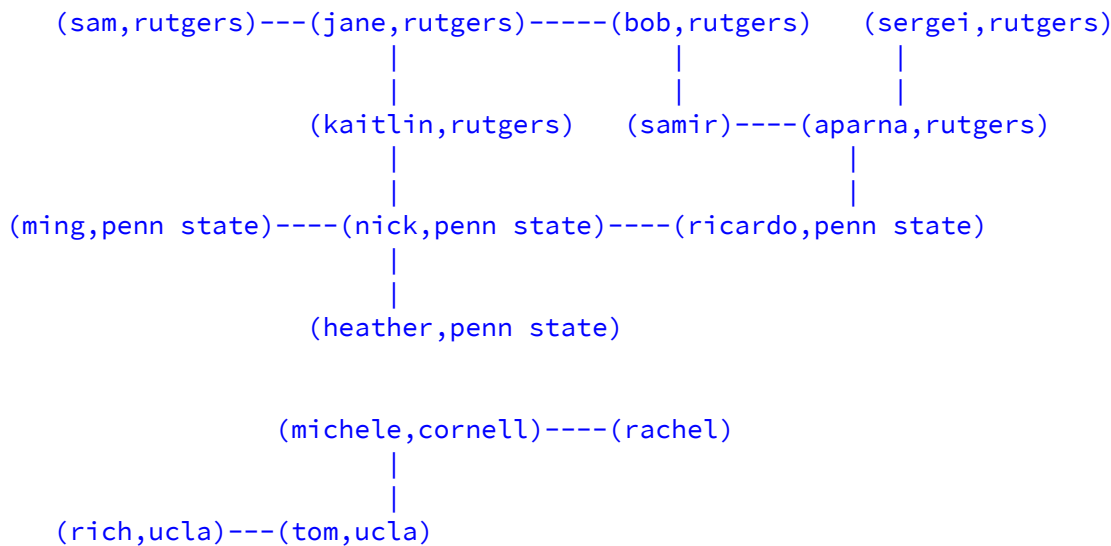 (sam,rutgers)---(jane,rutgers)-----(bob,rutgers)   (sergei,rutgers)
(kaitlin,rutgers)   (samir)----(aparna,rutgers)
(ming,penn state)----(nick,penn state)----(ricardo,penn state)
(heather,penn state)
(michele,cornell)----(rachel)
(rich,ucla)---(tom,ucla)